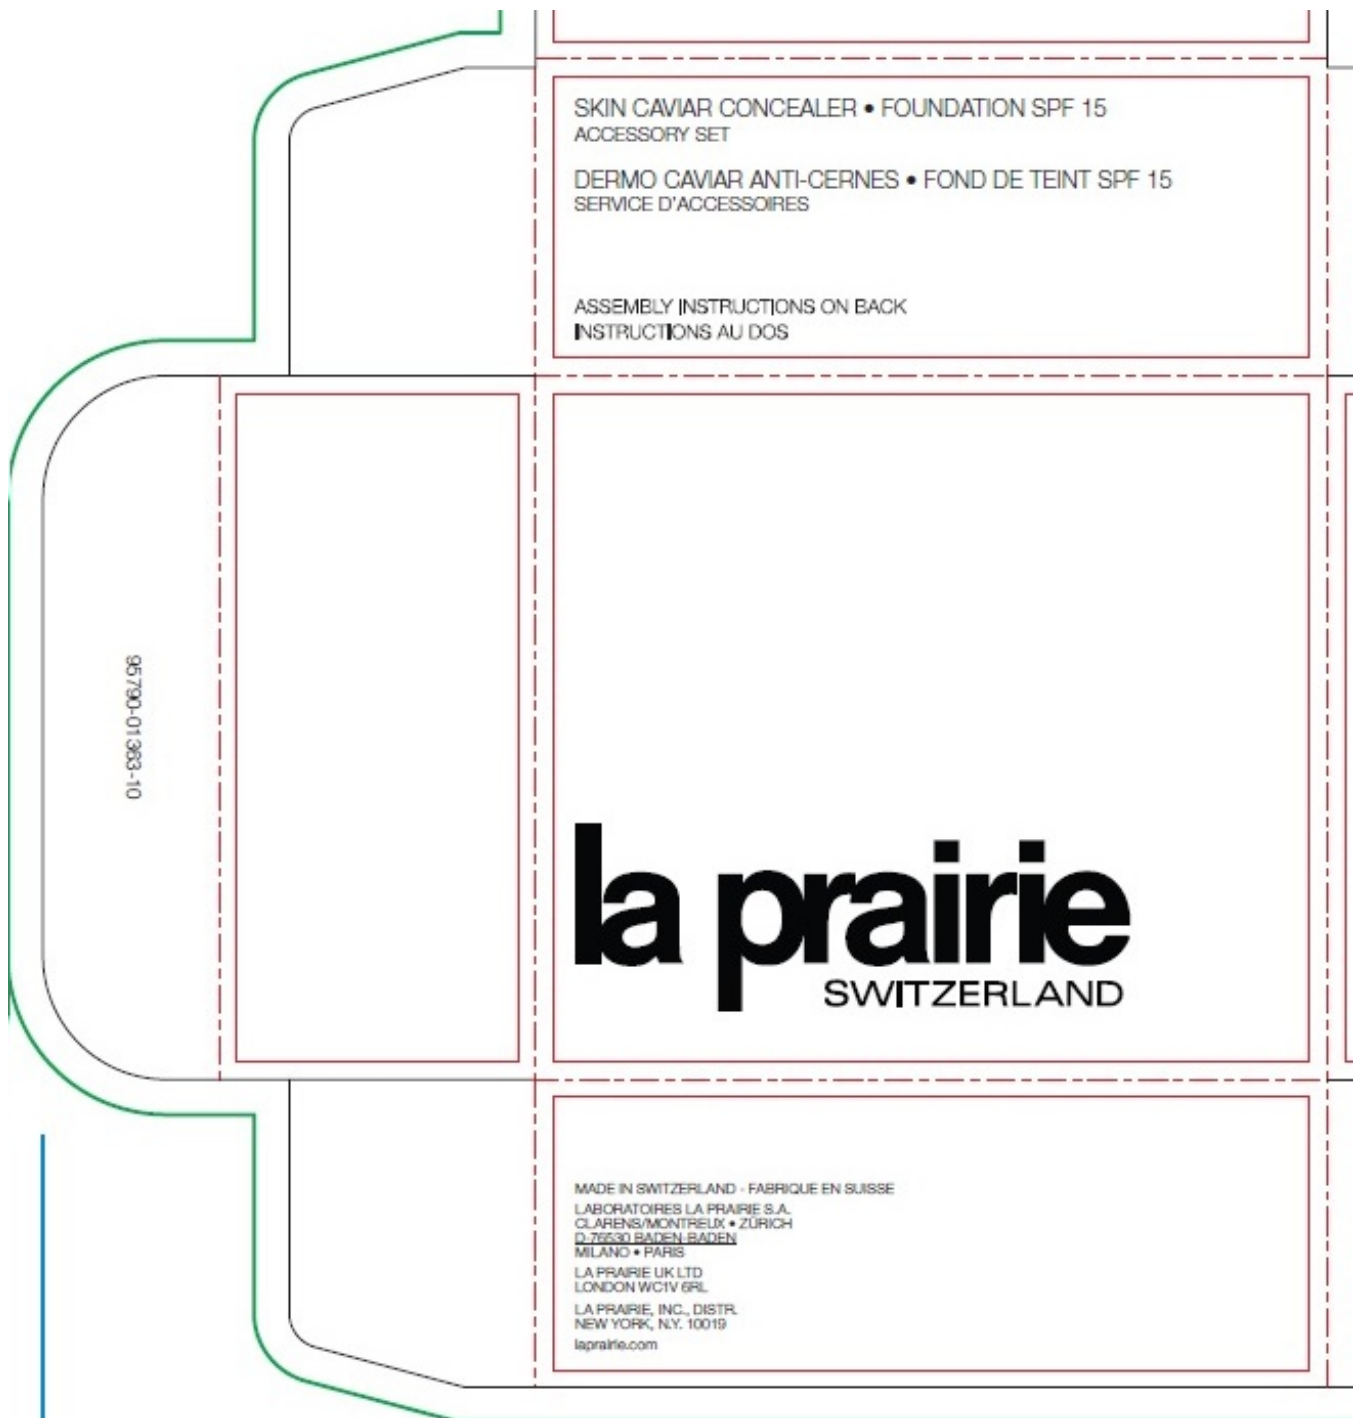 SKIN CAVIAR CONCEALER • FOUNDATION SPF 15
ACCESSORY SET
DERMO CAVIAR ANTI-CERNES • FOND DE TEINT SPF 15
SERVICE D'ACCESSOIRES
ASSEMBLY INSTRUCTIONS ON BACK
INSTRUCTIONS AU DOS
95790-01363-10
la prairie
SWITZERLAND
MADE IN SWITZERLAND - FABRIQUE EN SUISSE
LABORATOIRES LA PRAIRIE S.A.
CLARENS/MONTREUX • ZÜRICH
D-76530 BADEN-BADEN
MILANO • PARIS
LA PRAIRIE UK LTD
LONDON WC1V 6RL
LA PRAIRIE, INC., DISTR.
NEW YORK, N.Y. 10019
laprairie.com